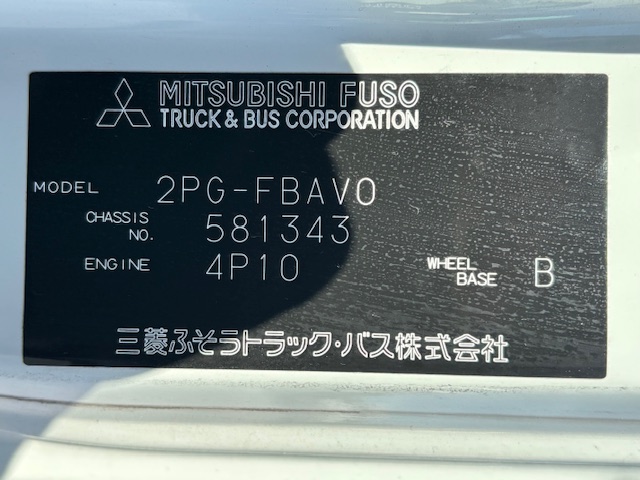 MITSUBISHI FUSO
TRUCK & BUS CORPORATION
MODEL 2PG-FBAV0
CHASSIS NO. 581343
ENGINE 4P10 WHEEL BASE B
三菱ふそうトラック・バス株式会社